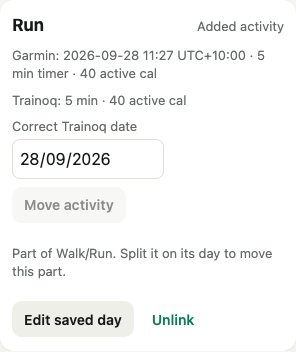 Run
Added activity
Garmin: 2026-09-28 11:27 UTC+10:00 · 5
min timer · 40 active cal
Trainoq: 5 min · 40 active cal
Correct Trainoq date
28/09/2026
Move activity
Part of Walk/Run. Split it on its day to move
this part.
Edit saved day
Unlink